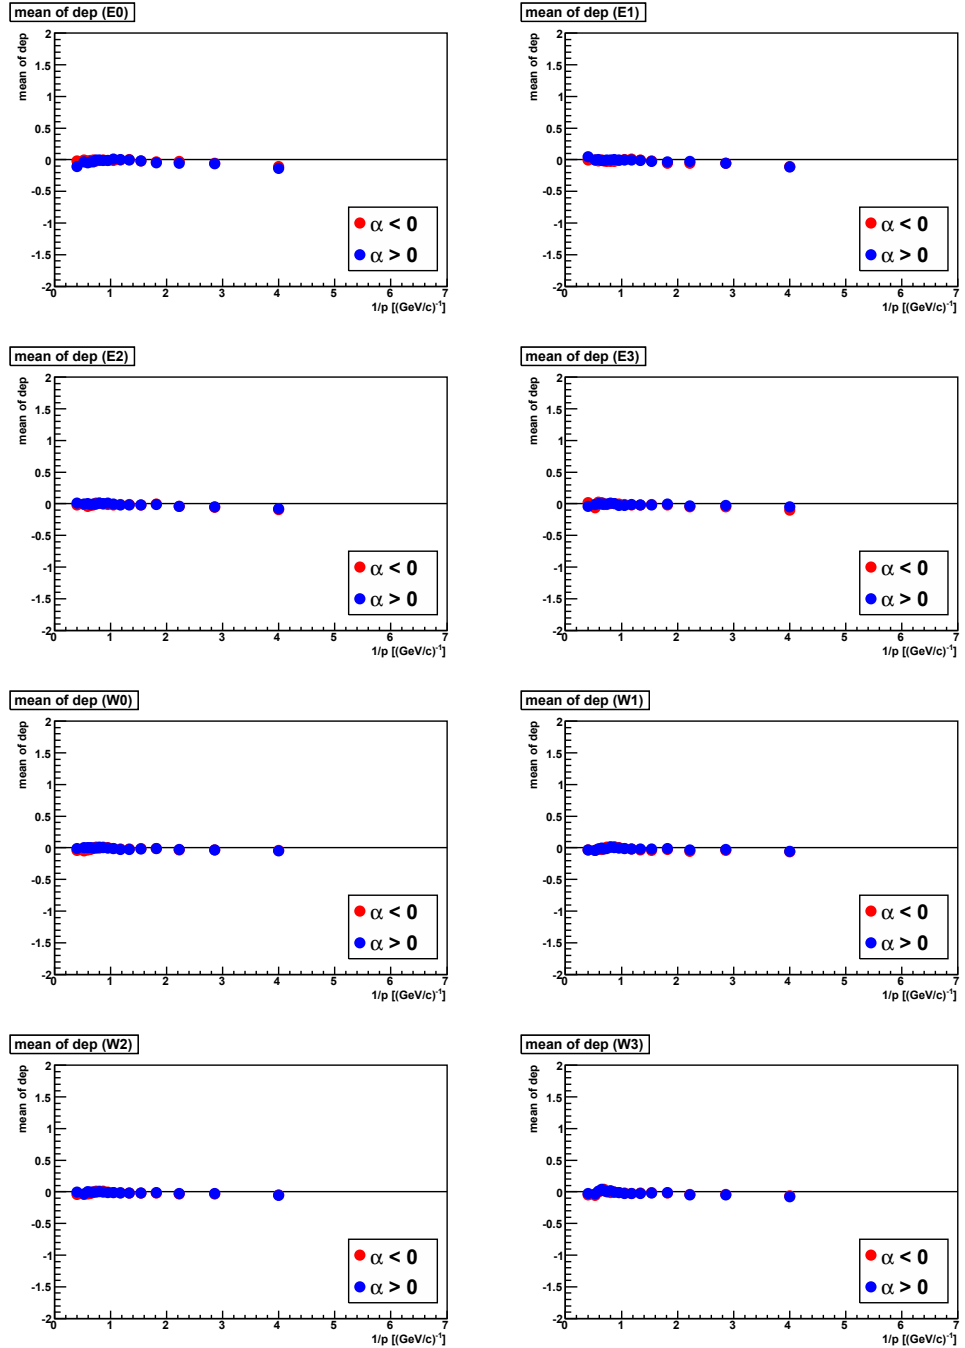 mean of dep (E0)
mean of dep
2
1.5
1
0.5
0
-0.5
-1
-1.5
-2
α < 0
α > 0
0 1 2 3 4 5 6 7
1/p [(GeV/c)⁻¹]
mean of dep (E1)
mean of dep
2
1.5
1
0.5
0
-0.5
-1
-1.5
-2
α < 0
α > 0
0 1 2 3 4 5 6 7
1/p [(GeV/c)⁻¹]
mean of dep (E2)
mean of dep
2
1.5
1
0.5
0
-0.5
-1
-1.5
-2
α < 0
α > 0
0 1 2 3 4 5 6 7
1/p [(GeV/c)⁻¹]
mean of dep (E3)
mean of dep
2
1.5
1
0.5
0
-0.5
-1
-1.5
-2
α < 0
α > 0
0 1 2 3 4 5 6 7
1/p [(GeV/c)⁻¹]
mean of dep (W0)
mean of dep
2
1.5
1
0.5
0
-0.5
-1
-1.5
-2
α < 0
α > 0
0 1 2 3 4 5 6 7
1/p [(GeV/c)⁻¹]
mean of dep (W1)
mean of dep
2
1.5
1
0.5
0
-0.5
-1
-1.5
-2
α < 0
α > 0
0 1 2 3 4 5 6 7
1/p [(GeV/c)⁻¹]
mean of dep (W2)
mean of dep
2
1.5
1
0.5
0
-0.5
-1
-1.5
-2
α < 0
α > 0
0 1 2 3 4 5 6 7
1/p [(GeV/c)⁻¹]
mean of dep (W3)
mean of dep
2
1.5
1
0.5
0
-0.5
-1
-1.5
-2
α < 0
α > 0
0 1 2 3 4 5 6 7
1/p [(GeV/c)⁻¹]